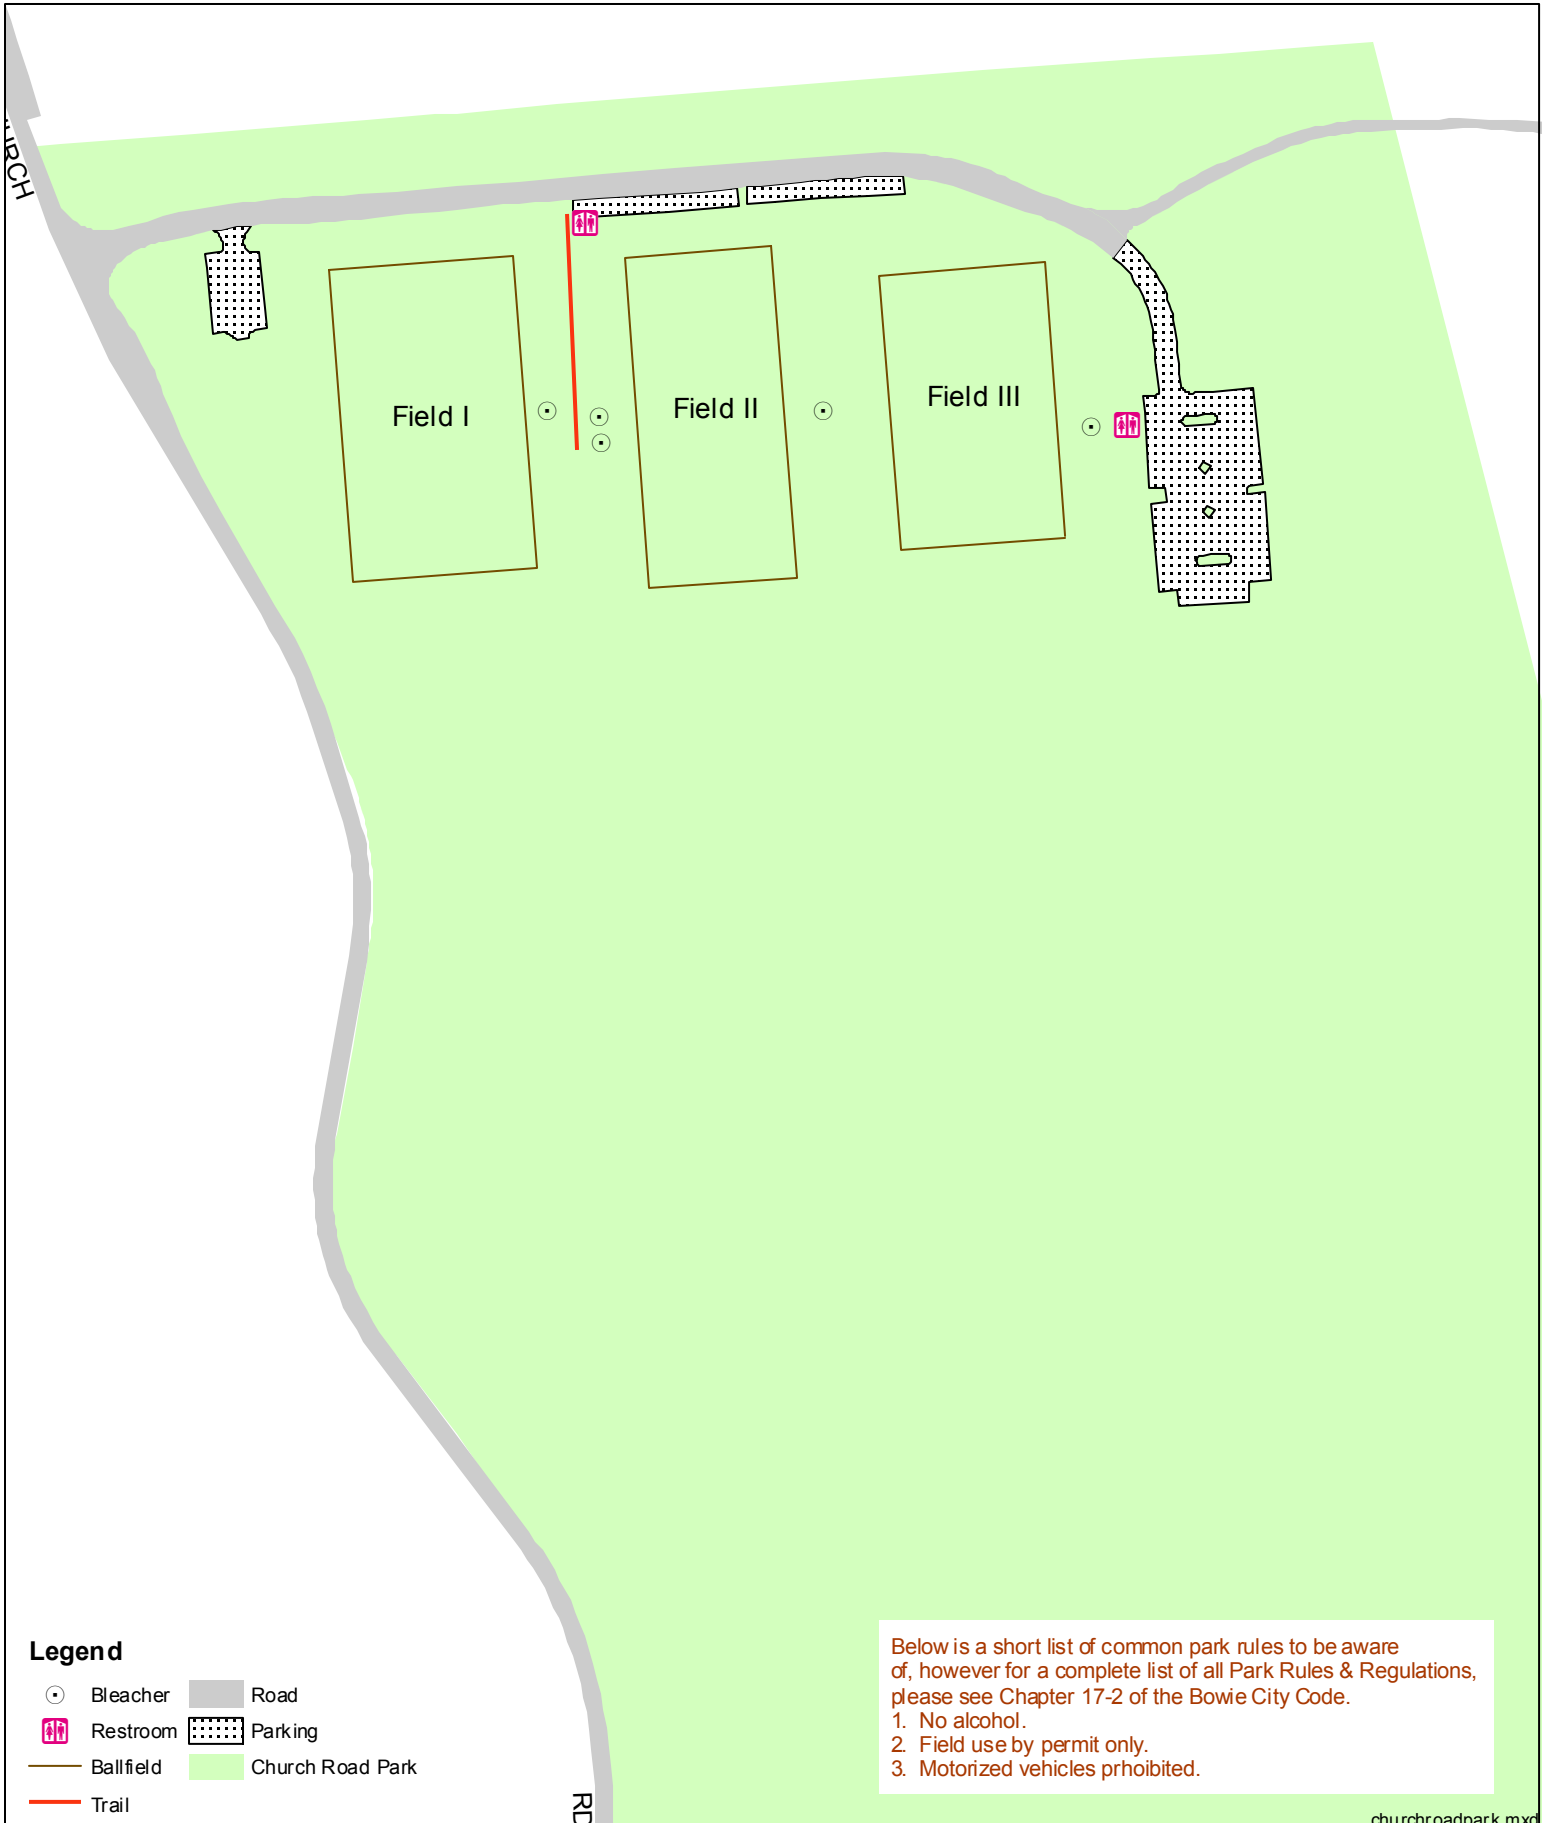 Field I
Field II
Field III
Legend
Bleacher
Road
Restroom
Parking
Ballfield
Church Road Park
Trail
RD
Below is a short list of common park rules to be aware
of, however for a complete list of all Park Rules & Regulations,
please see Chapter 17-2 of the Bowie City Code.
1. No alcohol.
2. Field use by permit only.
3. Motorized vehicles prhoibited.
churchroadpark.mxd